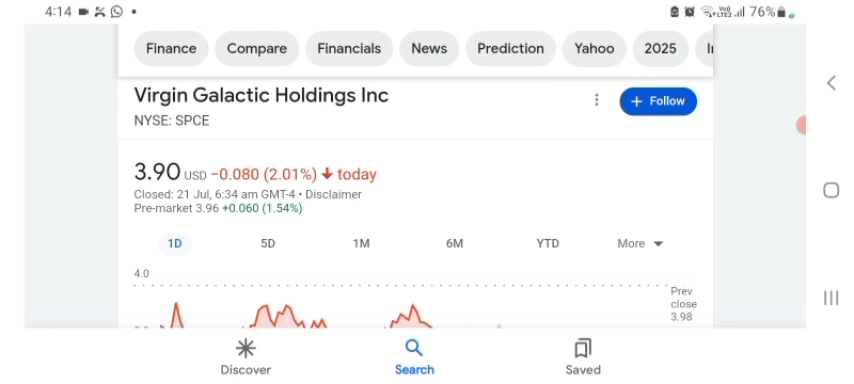 4:14 76%
Finance Compare Financials News Prediction Yahoo 2025
Virgin Galactic Holdings Inc
+ Follow
NYSE: SPCE
3.90 USD −0.080 (2.01%) ↓ today
Closed: 21 Jul, 6:34 am GMT-4 • Disclaimer
Pre-market 3.96 +0.060 (1.54%)
1D 5D 1M 6M YTD More
4.0
Prev
close
3.98
Discover Search Saved